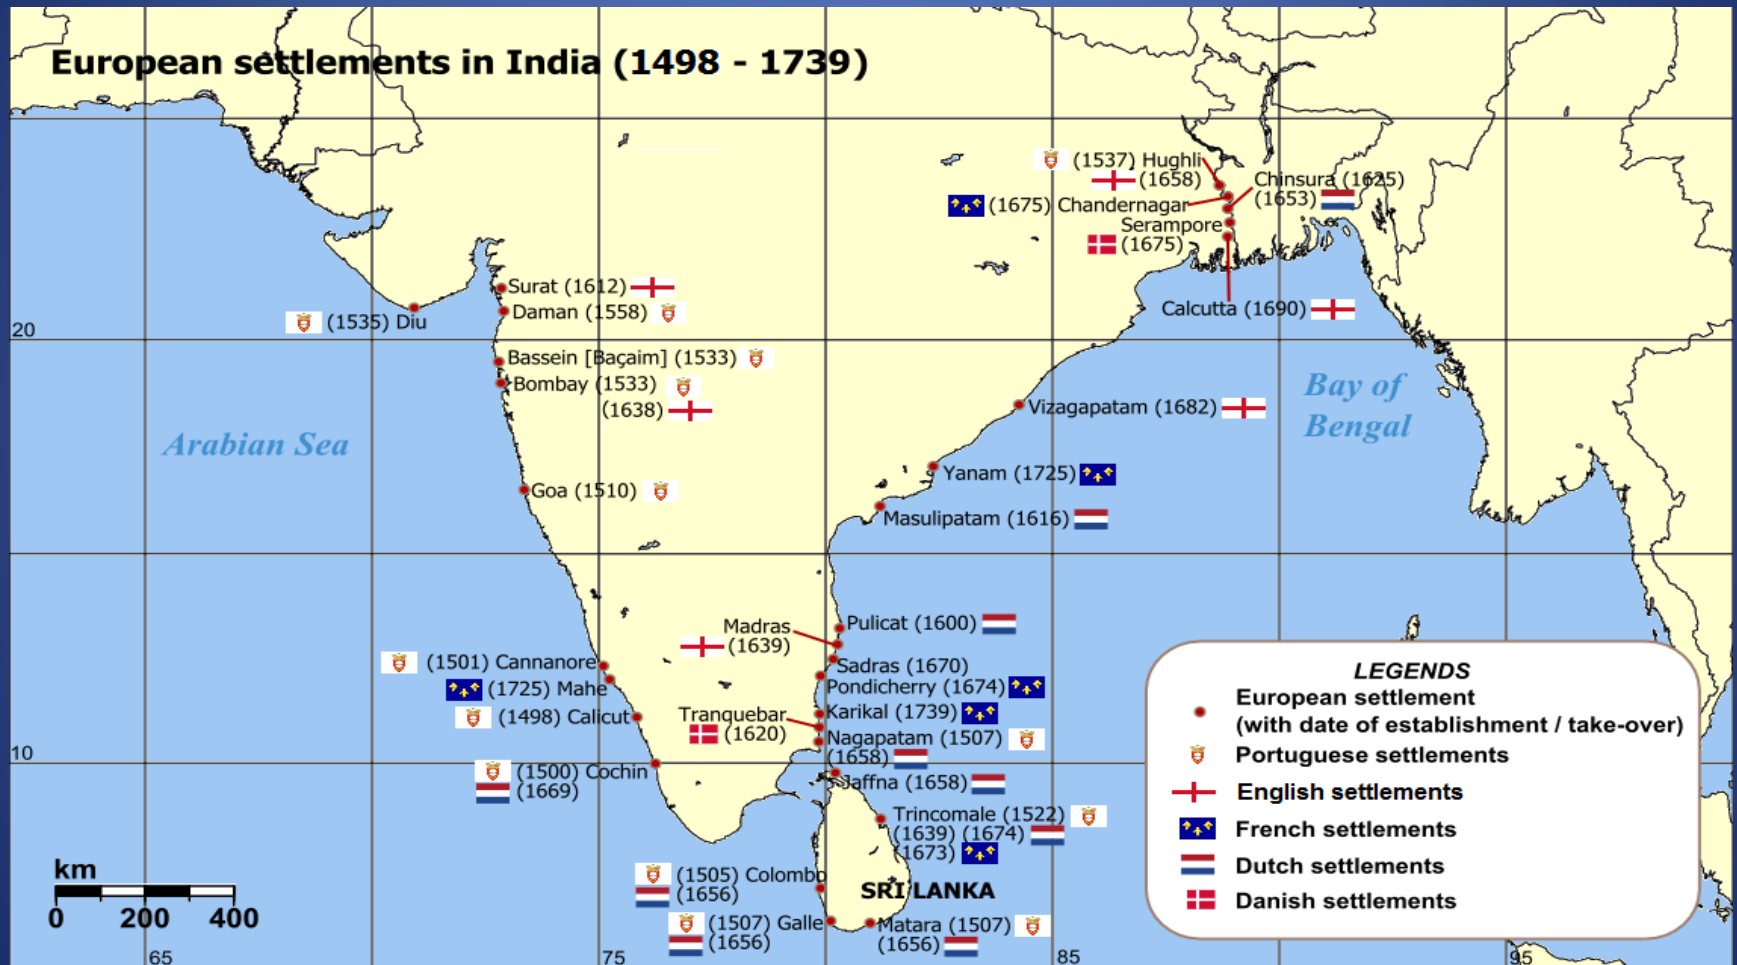 European settlements in India (1498 - 1739)
(1537) Hughli
(1658)
Chinsura (1625)
(1653)
(1675) Chandernagar
Serampore
(1675)
Calcutta (1690)
Surat (1612)
Daman (1558)
(1535) Diu
20
Bassein [Baçaim] (1533)
Bombay (1533)
(1638)
Bay of
Bengal
Vizagapatam (1682)
Arabian Sea
Yanam (1725)
Goa (1510)
Masulipatam (1616)
Pulicat (1600)
Madras
(1639)
Sadras (1670)
(1501) Cannanore
Pondicherry (1674)
(1725) Mahe
Karikal (1739)
(1498) Calicut
Tranquebar
(1620)
Nagapatam (1507)
(1658)
10
(1500) Cochin
(1669)
Jaffna (1658)
Trincomale (1522)
(1639) (1674)
(1673)
(1505) Colombo
(1656)
SRI LANKA
(1507) Galle
(1656)
Matara (1507)
(1656)
LEGENDS
European settlement
(with date of establishment / take-over)
Portuguese settlements
English settlements
French settlements
Dutch settlements
Danish settlements
km
0 200 400
65 75 85 95